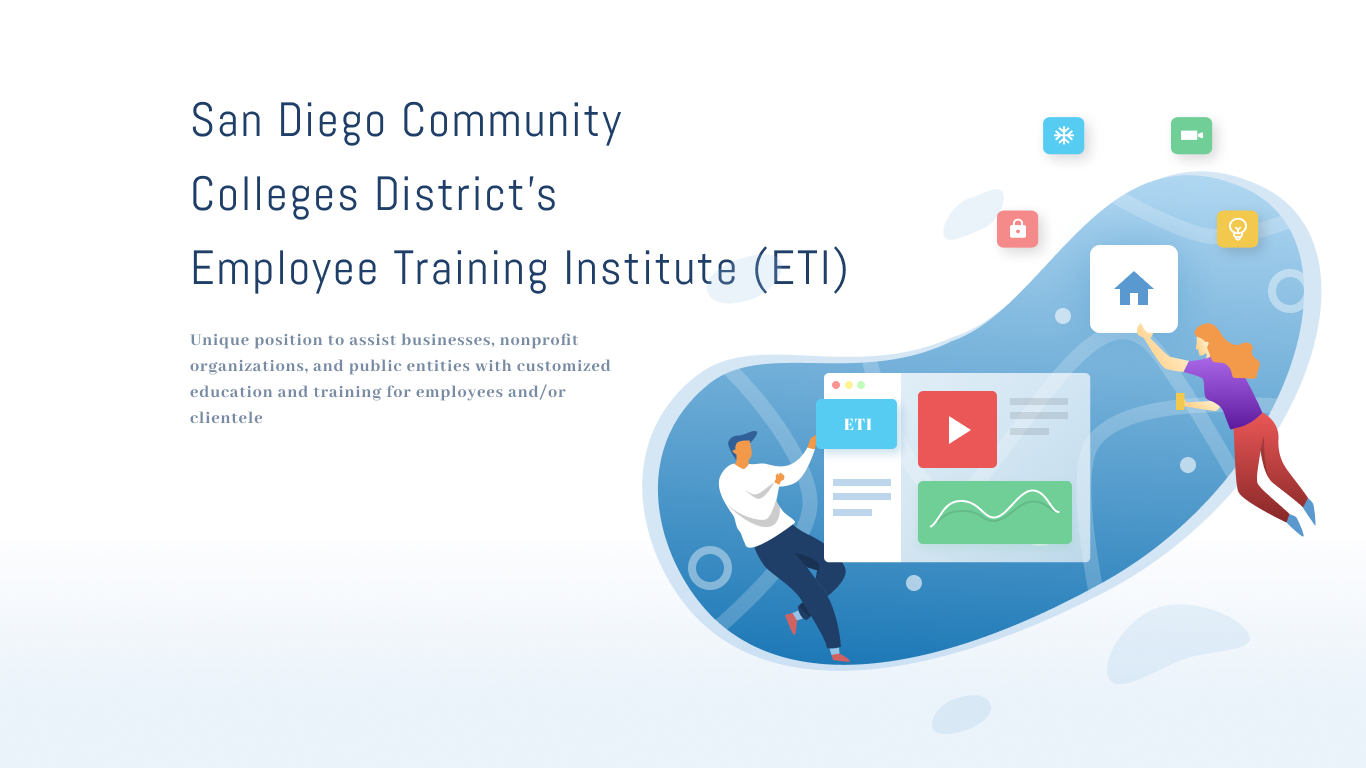 San Diego Community
Colleges District's
Employee Training Institute (ETI)
Unique position to assist businesses, nonprofit
organizations, and public entities with customized
education and training for employees and/or
clientele
ETI